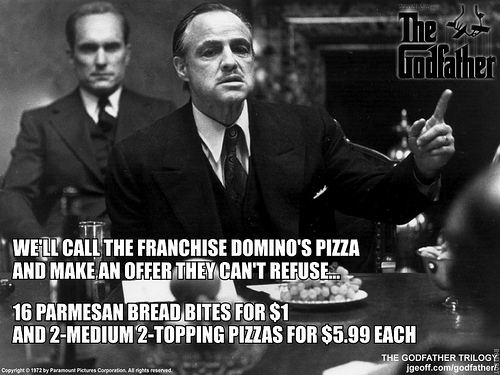 The
Godfather
WE'LL CALL THE FRANCHISE DOMINO'S PIZZA
AND MAKE AN OFFER THEY CAN'T REFUSE...
16 PARMESAN BREAD BITES FOR $1
AND 2-MEDIUM 2-TOPPING PIZZAS FOR $5.99 EACH
THE GODFATHER TRILOGY
Copyright © 1972 by Paramount Pictures Corporation. All rights reserved.
jgeoff.com/godfather/